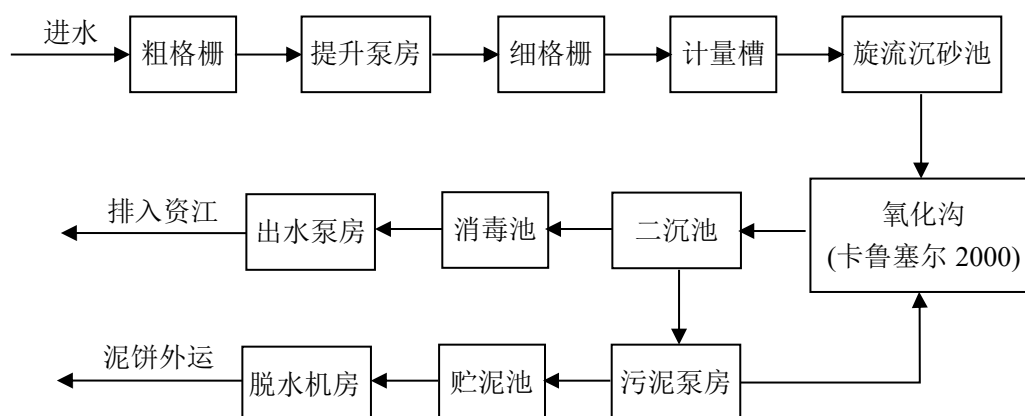 进水
粗格栅
提升泵房
细格栅
计量槽
旋流沉砂池
排入资江
出水泵房
消毒池
二沉池
氧化沟
(卡鲁塞尔 2000)
泥饼外运
脱水机房
贮泥池
污泥泵房